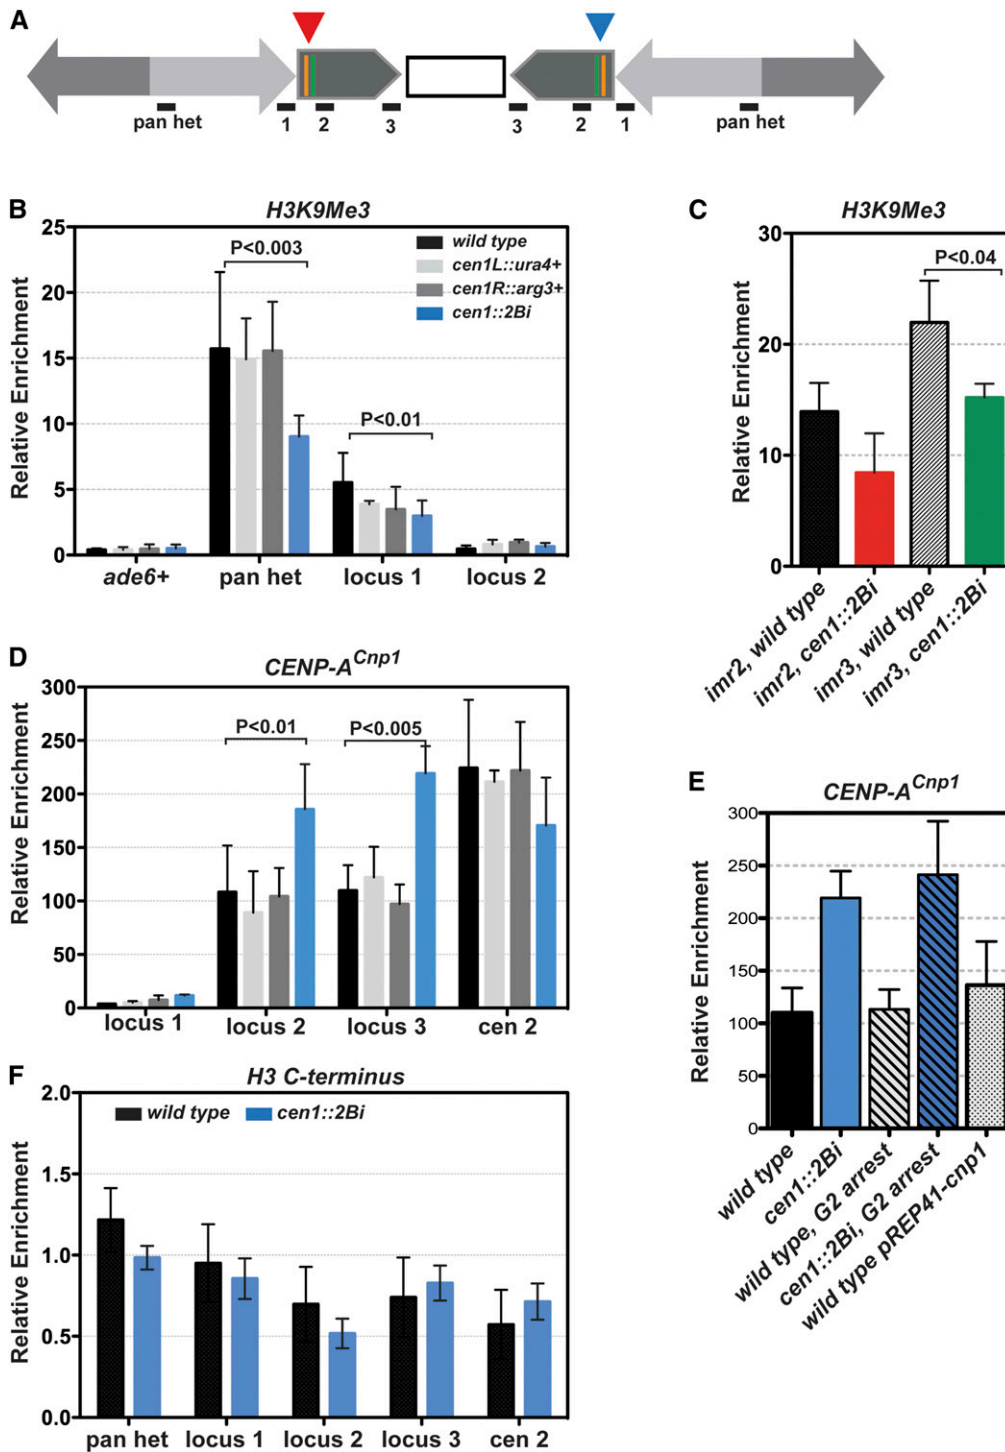 A
pan het
1
2
3
3
2
1
pan het
B
H3K9Me3
Relative Enrichment
25
20
15
10
5
0
P<0.003
P<0.01
wild type
cen1L::ura4+
cen1R::arg3+
cen1::2Bi
ade6+
pan het
locus 1
locus 2
C
H3K9Me3
Relative Enrichment
30
20
10
0
P<0.04
imr2, wild type
imr2, cen1::2Bi
imr3, wild type
imr3, cen1::2Bi
D
CENP-A^Cnp1
Relative Enrichment
300
250
200
150
100
50
0
P<0.01
P<0.005
locus 1
locus 2
locus 3
cen 2
E
CENP-A^Cnp1
Relative Enrichment
300
250
200
150
100
50
0
wild type
cen1::2Bi
wild type, G2 arrest
cen1::2Bi, G2 arrest
wild type pREP41-cnp1
F
H3 C-terminus
Relative Enrichment
2.0
1.5
1.0
0.5
0.0
wild type
cen1::2Bi
pan het
locus 1
locus 2
locus 3
cen 2